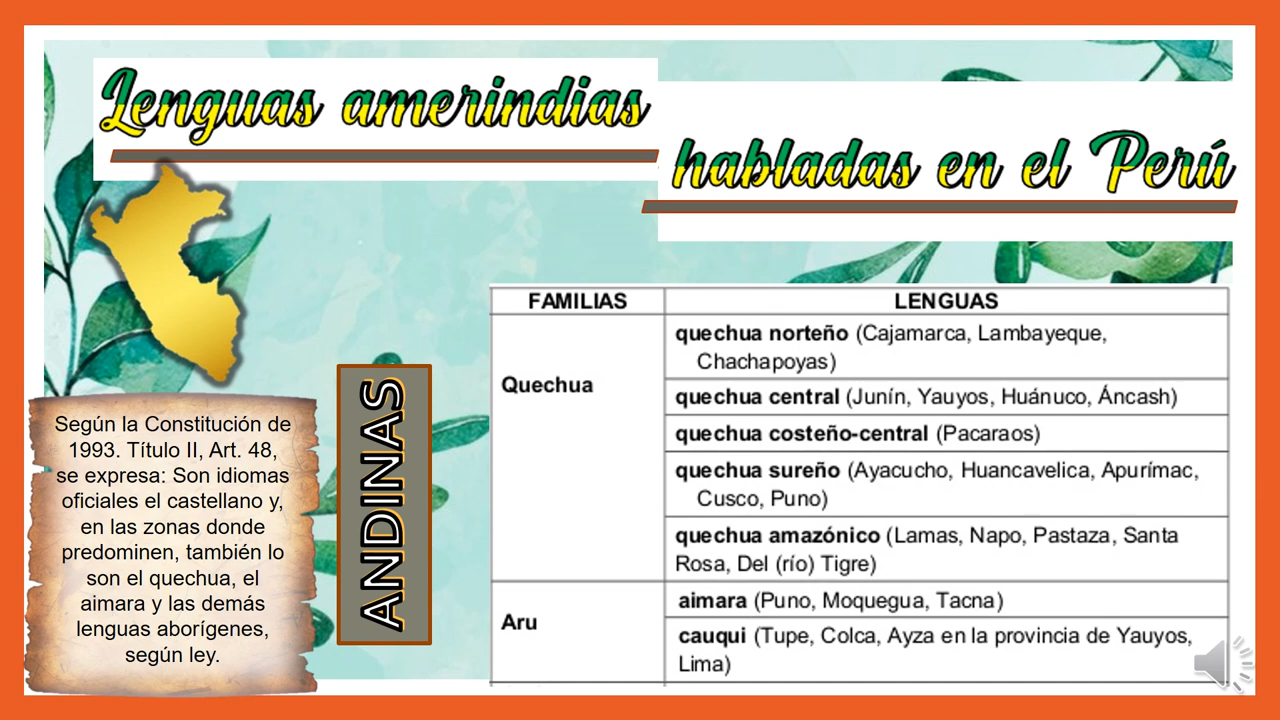 Lenguas amerindias
habladas en el Perú
Según la Constitución de
1993. Título II, Art. 48,
se expresa: Son idiomas
oficiales el castellano y,
en las zonas donde
predominen, también lo
son el quechua, el
aimara y las demás
lenguas aborígenes,
según ley.
ANDINAS
FAMILIAS LENGUAS
Quechua
quechua norteño (Cajamarca, Lambayeque,
Chachapoyas)
quechua central (Junín, Yauyos, Huánuco, Áncash)
quechua costeño-central (Pacaraos)
quechua sureño (Ayacucho, Huancavelica, Apurímac,
Cusco, Puno)
quechua amazónico (Lamas, Napo, Pastaza, Santa
Rosa, Del (río) Tigre)
Aru
aimara (Puno, Moquegua, Tacna)
cauqui (Tupe, Colca, Ayza en la provincia de Yauyos,
Lima)